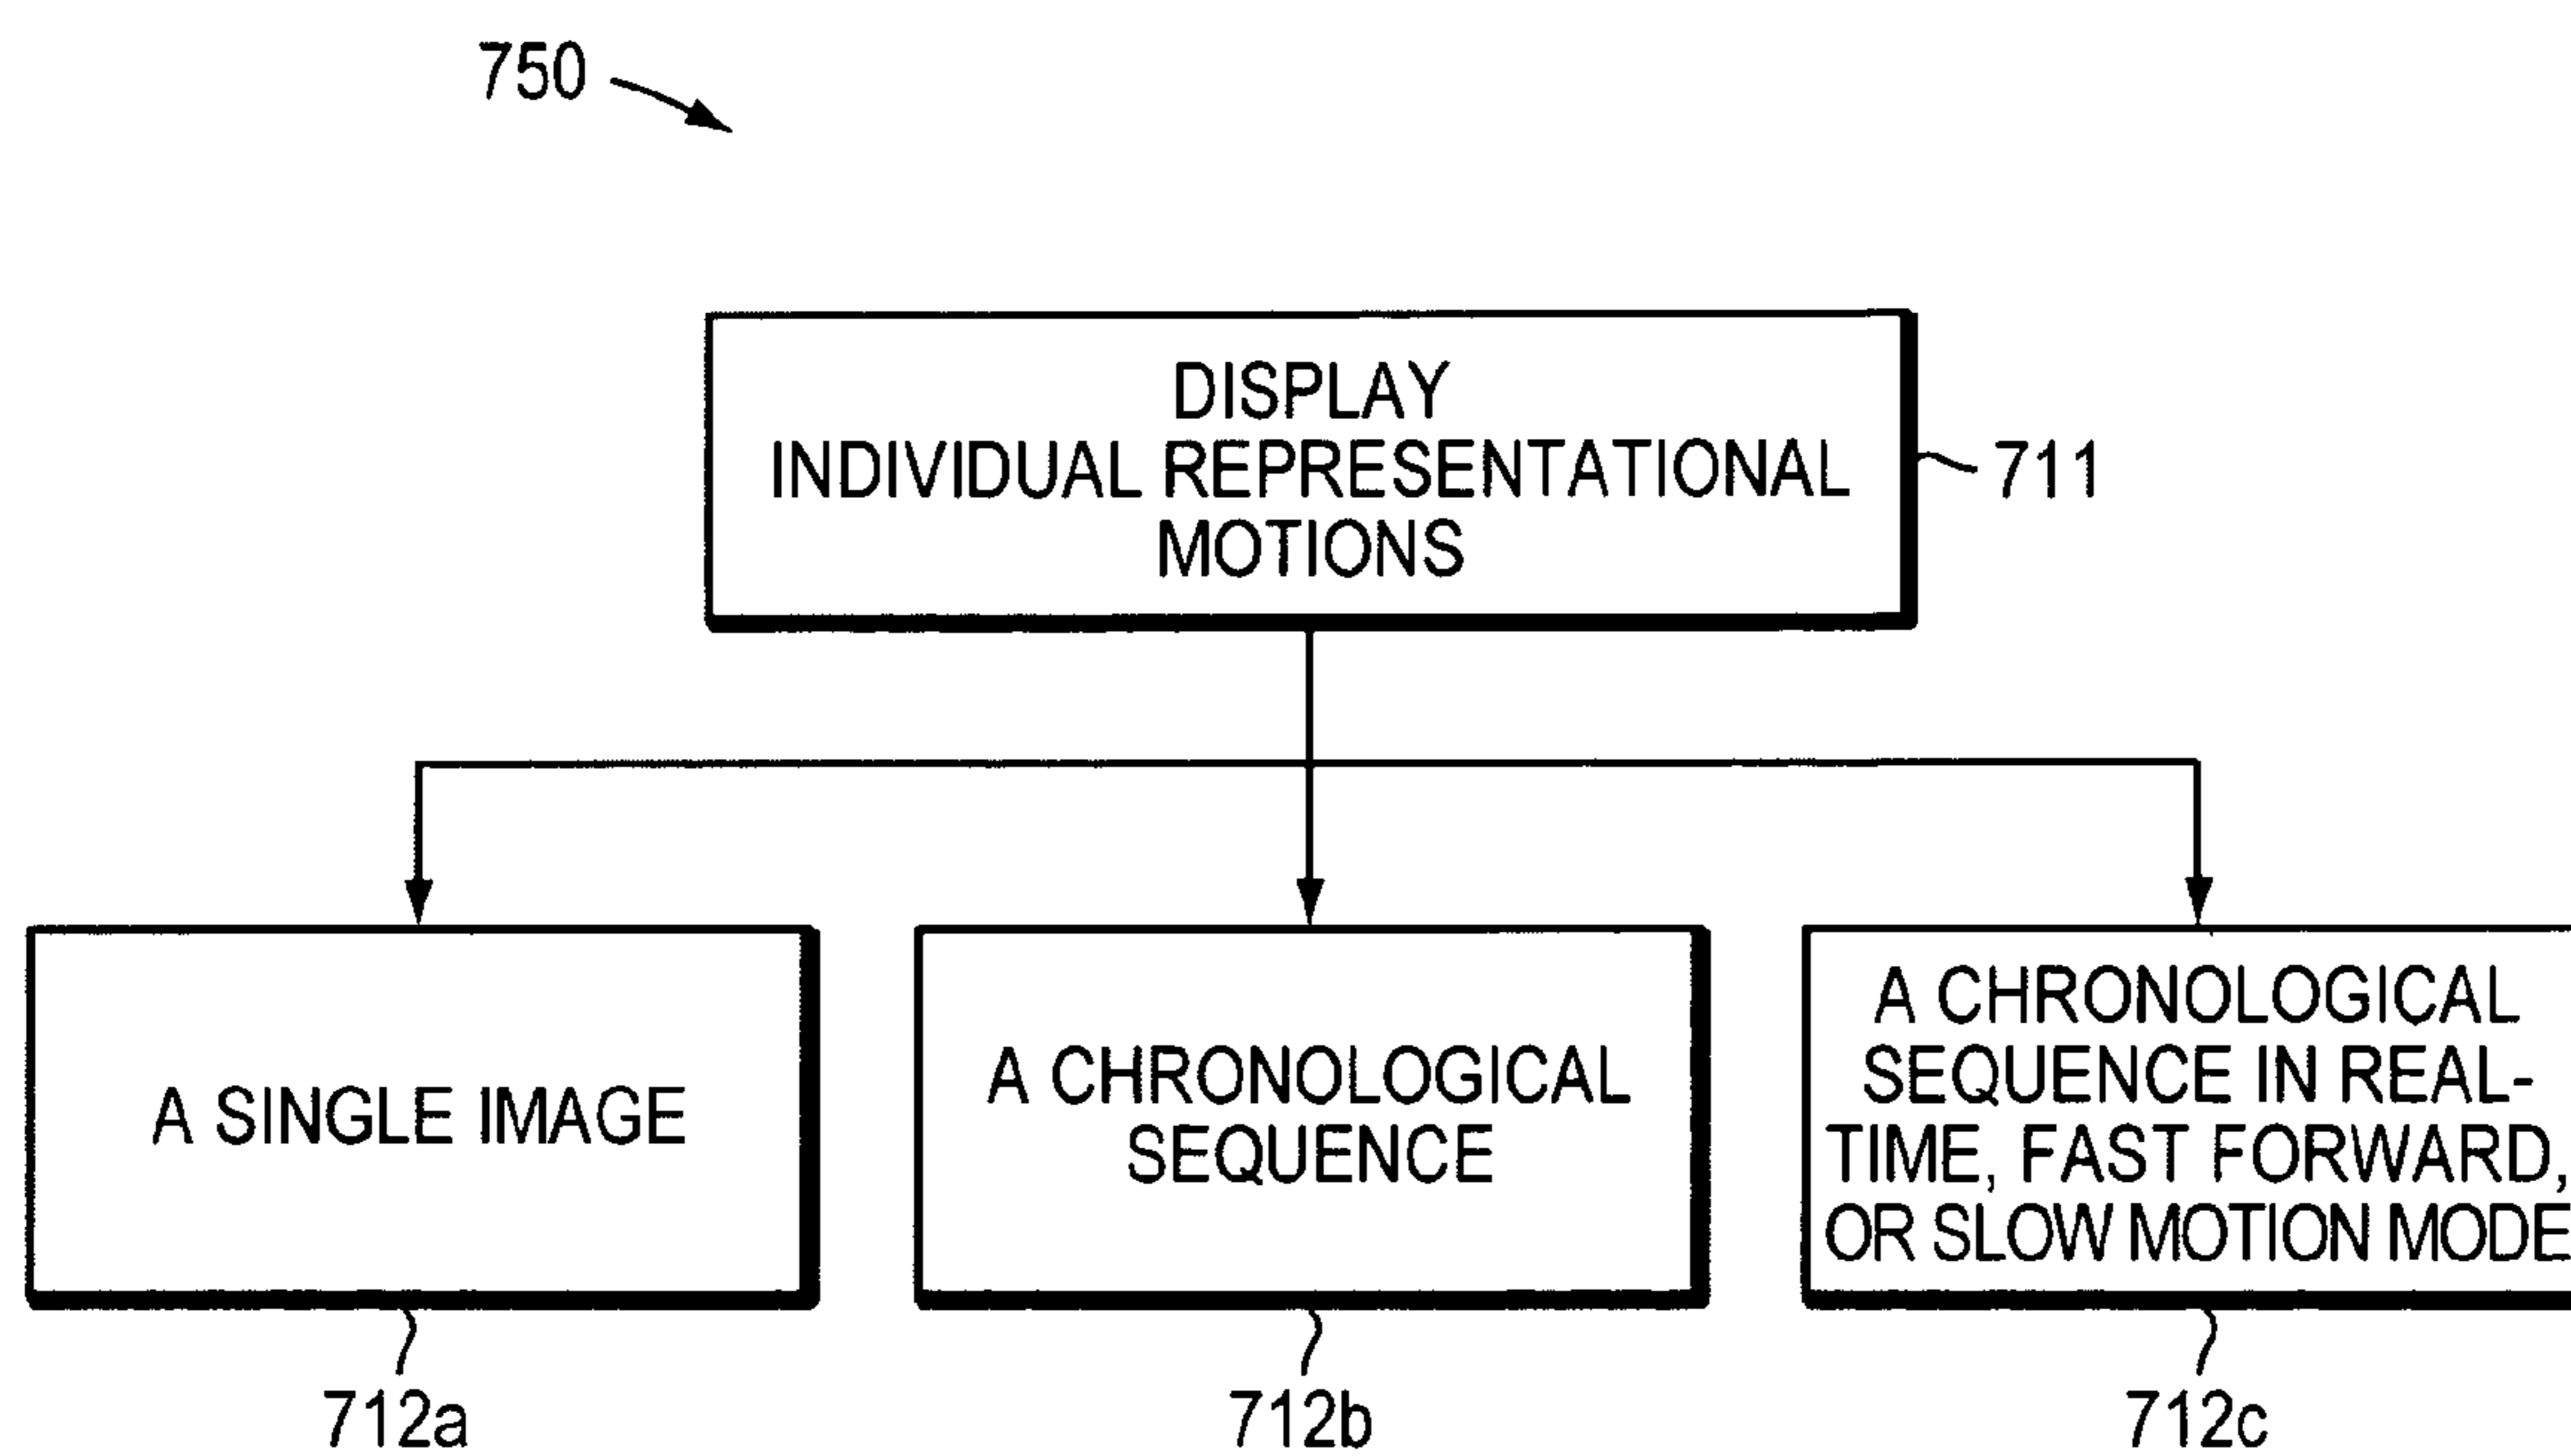 750
DISPLAY
INDIVIDUAL REPRESENTATIONAL
MOTIONS
711
A SINGLE IMAGE
712a
A CHRONOLOGICAL
SEQUENCE
712b
A CHRONOLOGICAL
SEQUENCE IN REAL-
TIME, FAST FORWARD,
OR SLOW MOTION MODE
712c